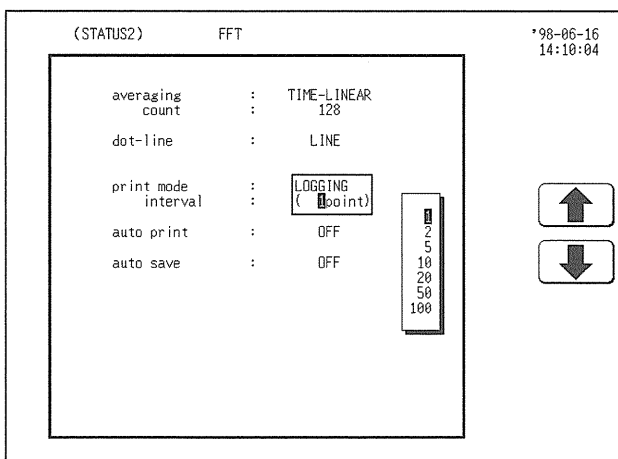 (STATUS2) FFT '98-06-16
14:10:04
averaging : TIME-LINEAR
count : 128
dot-line : LINE
print mode : LOGGING
interval : ( 1point)
auto print : OFF
auto save : OFF
1
2
5
10
20
50
100